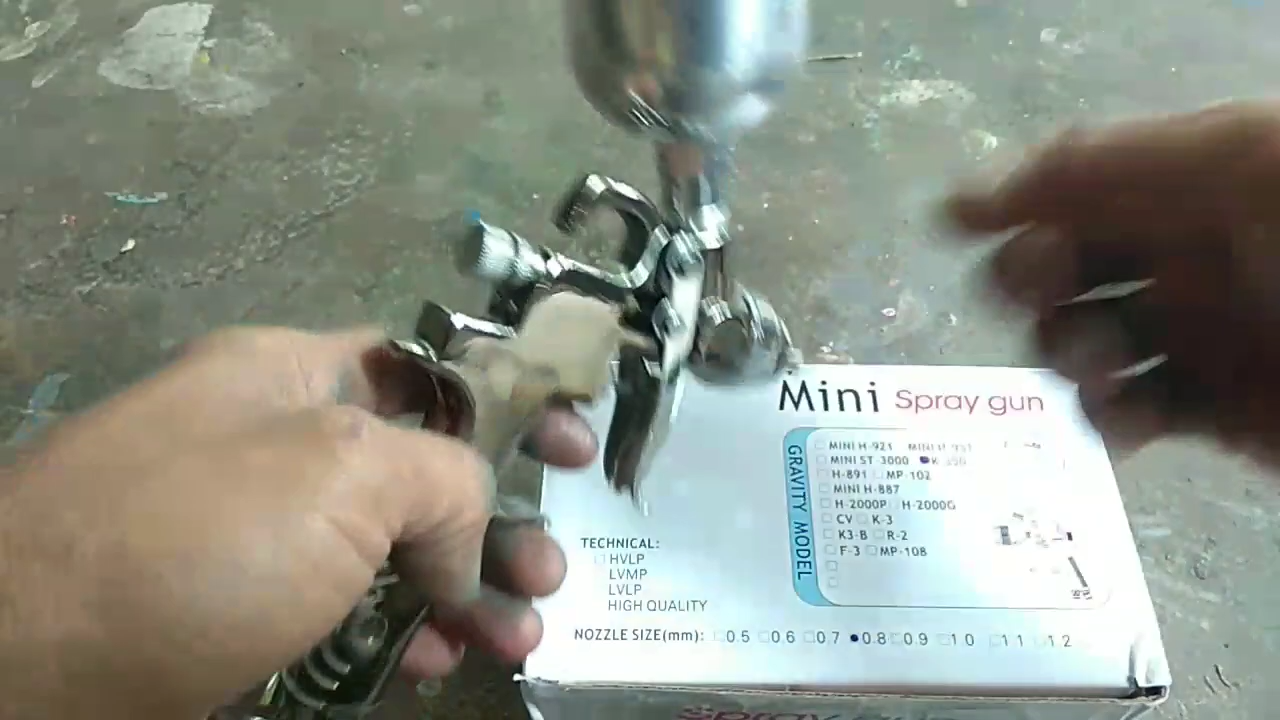 Mini Spray gun
GRAVITY MODEL
MINI H-921
MINI ST-3000 K-350
H-891 MP-102
MINI H-887
H-2000P H-2000G
CV K-3
K3-B R-2
F-3 MP-108
TECHNICAL:
HVLP
LVMP
LVLP
HIGH QUALITY
NOZZLE SIZE(mm): 0.5 0.6 0.7 0.8 0.9 1.0 1.1 1.2